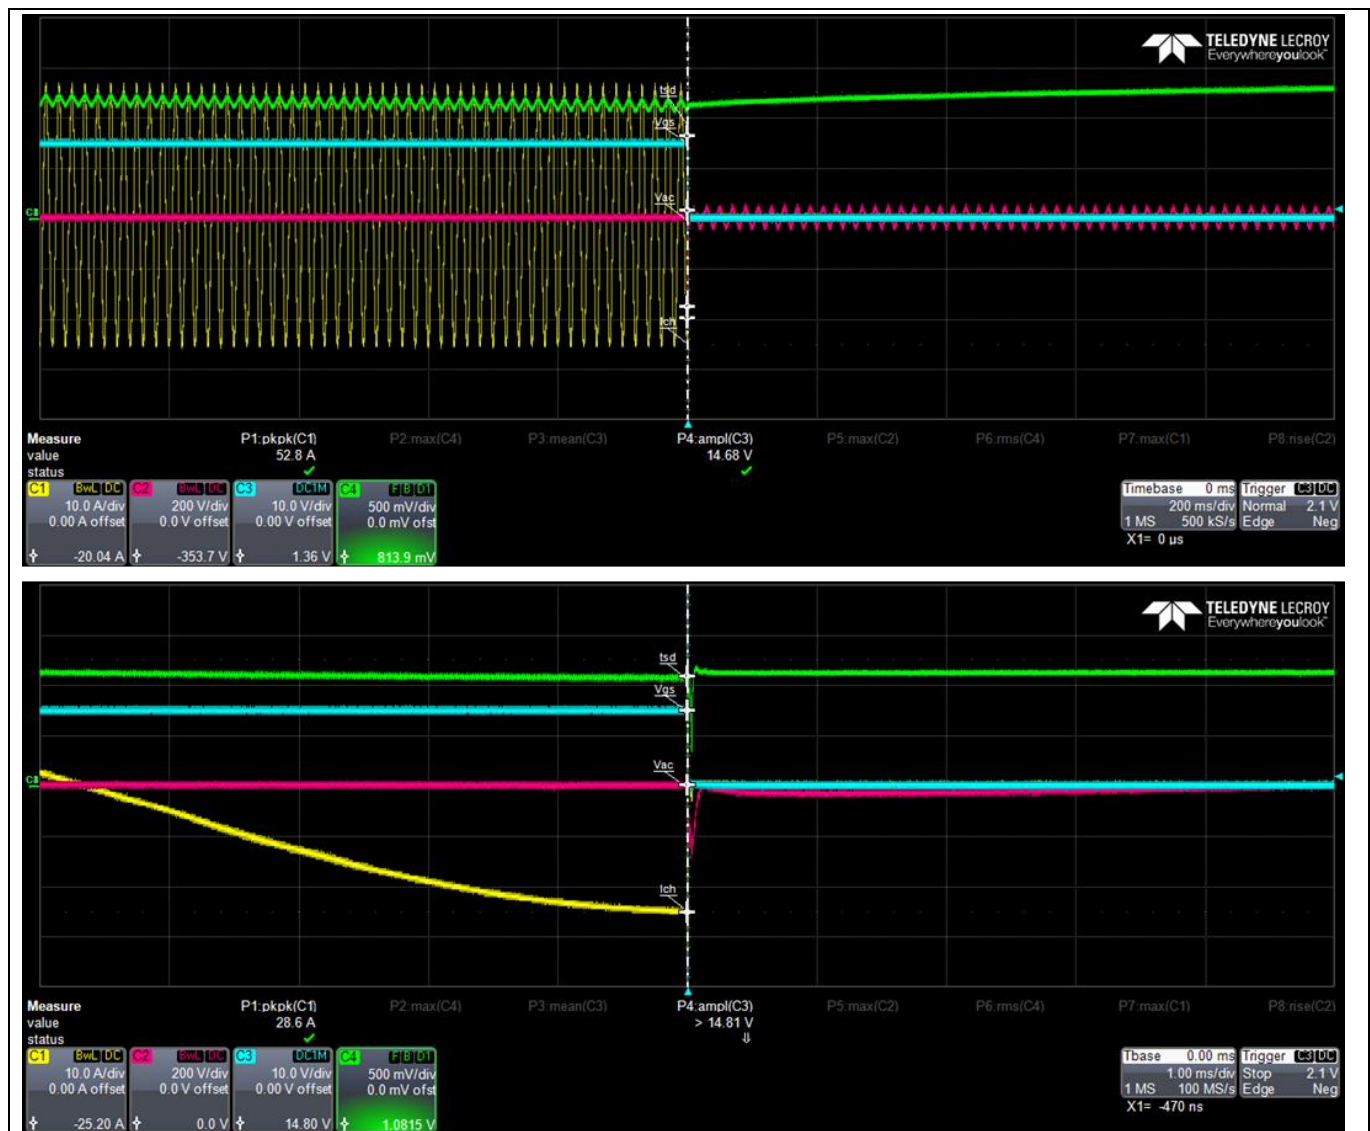 TELEDYNE LECROY
Everywhereyoulook
tsd
Vgs
Vac
Ich
Measure P1:pkpk(C1) P2:max(C4) P3:mean(C3) P4:ampl(C3) P5:max(C2) P6:rms(C4) P7:max(C1) P8:rise(C2)
value 52.8 A 14.68 V
status
C1 BwL DC C2 BwL DC C3 DC1M C4 F B D1
10.0 A/div 200 V/div 10.0 V/div 500 mV/div
0.00 A offset 0.0 V offset 0.00 V offset 0.0 mV ofst
-20.04 A -353.7 V 1.36 V 813.9 mV
Timebase 0 ms Trigger C3 DC
200 ms/div Normal 2.1 V
1 MS 500 kS/s Edge Neg
X1= 0 µs
TELEDYNE LECROY
Everywhereyoulook
tsd
Vgs
Vac
Ich
Measure P1:pkpk(C1) P2:max(C4) P3:mean(C3) P4:ampl(C3) P5:max(C2) P6:rms(C4) P7:max(C1) P8:rise(C2)
value 28.6 A > 14.81 V
status
C1 BwL DC C2 BwL DC C3 DC1M C4 F B D1
10.0 A/div 200 V/div 10.0 V/div 500 mV/div
0.00 A offset 0.0 V offset 0.00 V offset 0.0 mV ofst
-25.20 A 0.0 V 14.80 V 1.0815 V
Tbase 0.00 ms Trigger C3 DC
1.00 ms/div Stop 2.1 V
1 MS 100 MS/s Edge Neg
X1= -470 ns